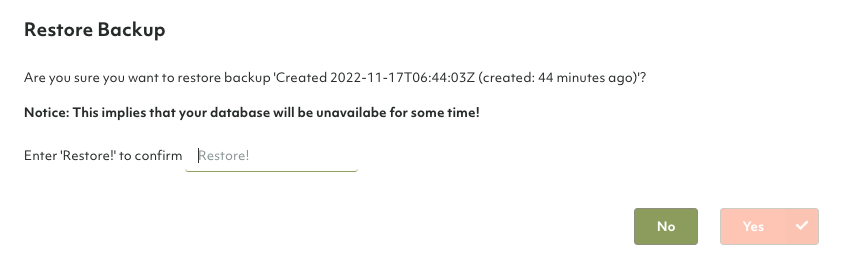 Restore Backup
Are you sure you want to restore backup 'Created 2022-11-17T06:44:03Z (created: 44 minutes ago)'?
Notice: This implies that your database will be unavailabe for some time!
Enter 'Restore!' to confirm Restore!
No Yes